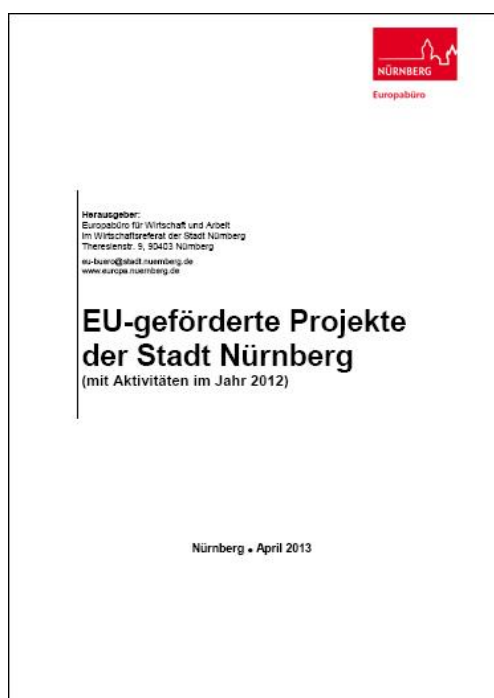 NÜRNBERG
Europabüro
Herausgeber:
Europabüro für Wirtschaft und Arbeit
im Wirtschaftsreferat der Stadt Nürnberg
Theresienstr. 9, 90403 Nürnberg
eu-buero@stadt.nuernberg.de
www.europa.nuernberg.de
EU-geförderte Projekte
der Stadt Nürnberg
(mit Aktivitäten im Jahr 2012)
Nürnberg • April 2013